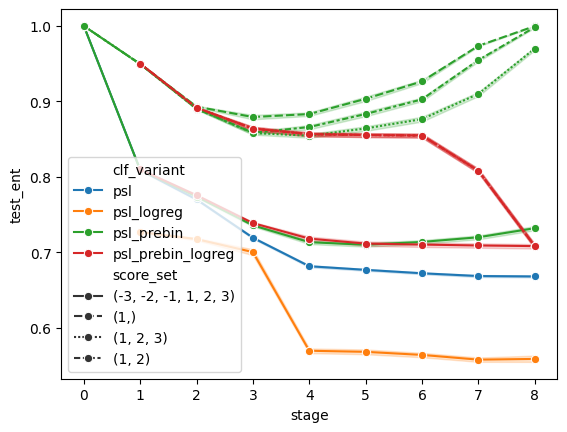 1.0
0.9
0.8
0.7
0.6
test_ent
clf_variant
psl
psl_logreg
psl_prebin
psl_prebin_logreg
score_set
(-3, -2, -1, 1, 2, 3)
(1,)
(1, 2, 3)
(1, 2)
0 1 2 3 4 5 6 7 8
stage